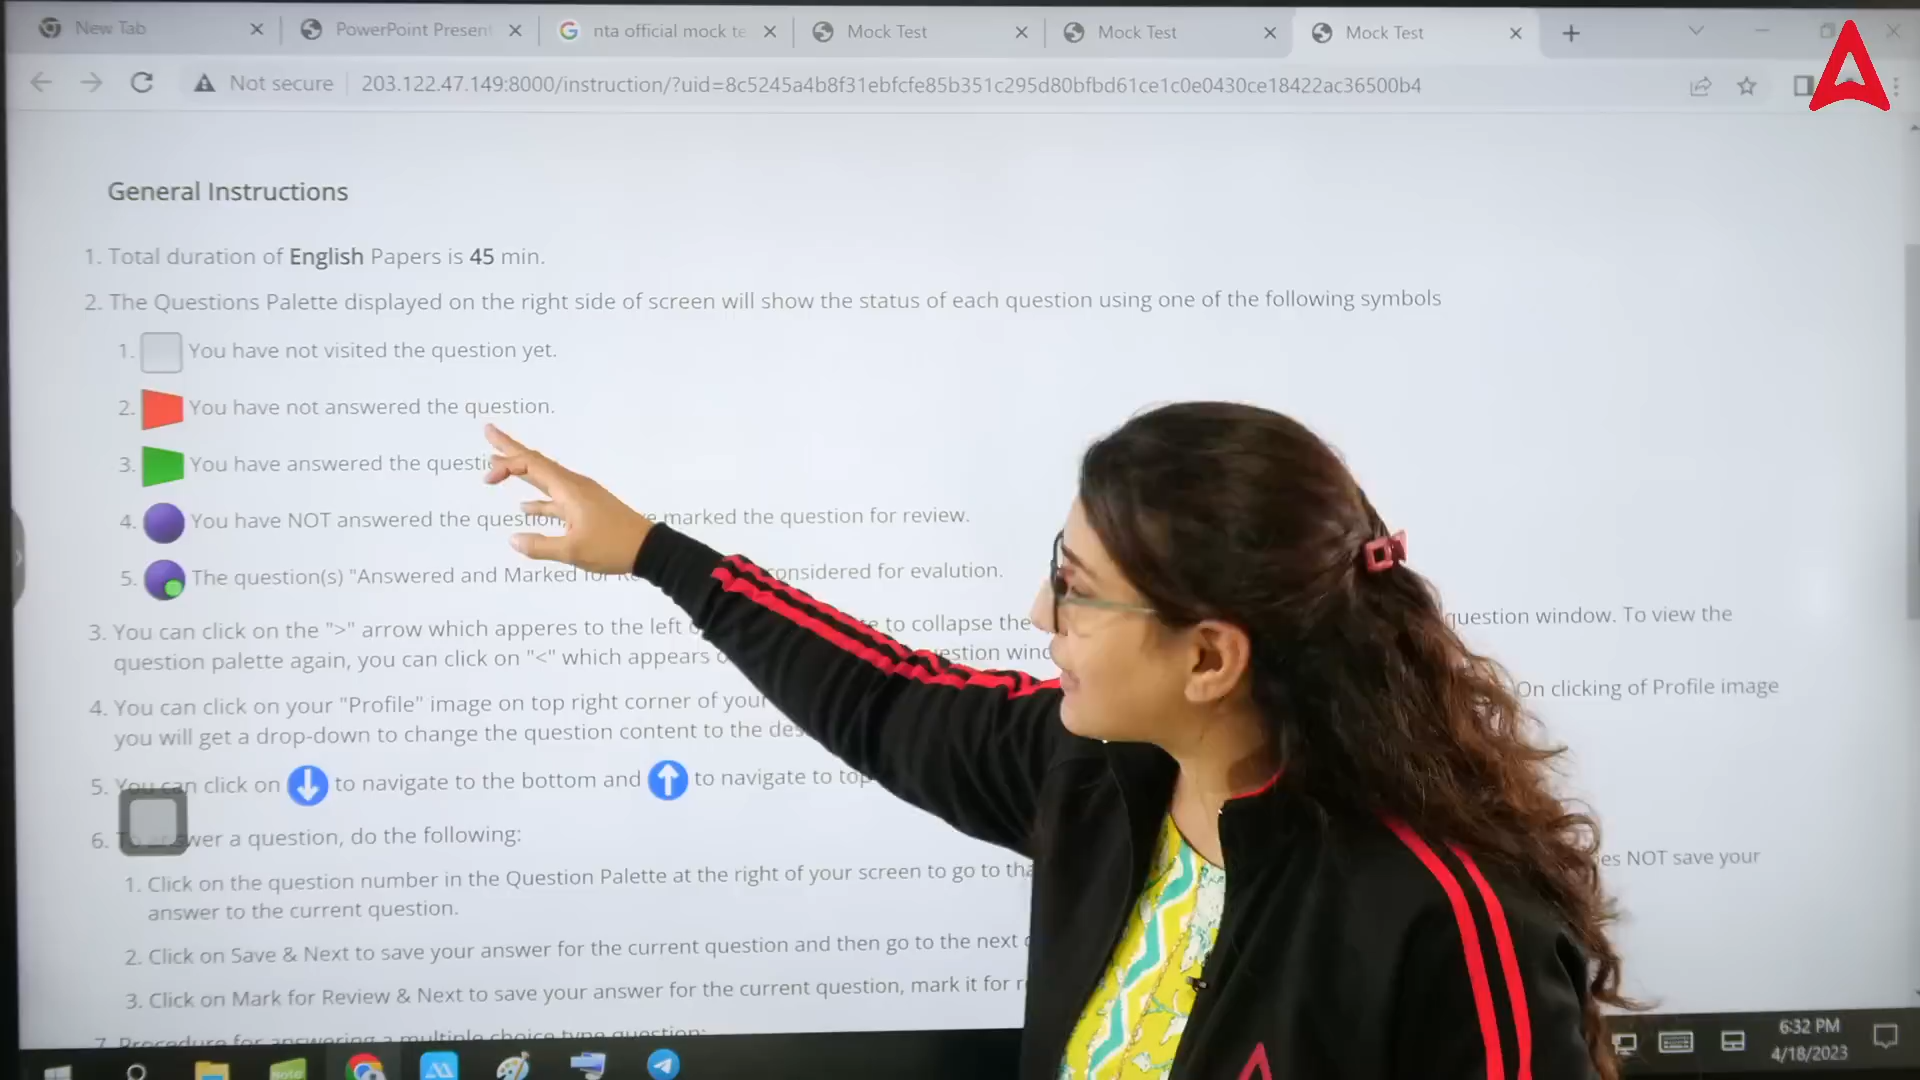 New Tab
PowerPoint Present
nta official mock te
Mock Test
Mock Test
Mock Test
Not secure
203.122.47.149:8000/instruction/?uid=8c5245a4b8f31ebfcfe85b351c295d80bfbd61ce1c0e0430ce18422ac36500b4
General Instructions
1. Total duration of English Papers is 45 min.
2. The Questions Palette displayed on the right side of screen will show the status of each question using one of the following symbols
1. You have not visited the question yet.
2. You have not answered the question.
3. You have answered the questi
4. You have NOT answered the question, marked the question for review.
5. The question(s) "Answered and Marked for considered for evalution.
3. You can click on the ">" arrow which apperes to the left to collapse the question window. To view the
question palette again, you can click on "<" which appears
4. You can click on your "Profile" image on top right corner of your On clicking of Profile image
you will get a drop-down to change the question content to the
5. You can click on to navigate to the bottom and to navigate to top
6. To answer a question, do the following:
1. Click on the question number in the Question Palette at the right of your screen to go to NOT save your
answer to the current question.
2. Click on Save & Next to save your answer for the current question and then go to the next
3. Click on Mark for Review & Next to save your answer for the current question, mark it for
7. Procedure for answering a multiple choice type question:
6:32 PM
4/18/2023